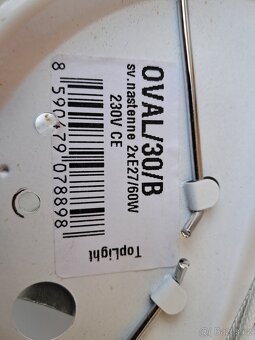 OVAL/30/B
sv.nastenne 2xE27/60W
230V CE
8 590479 078898
TopLight